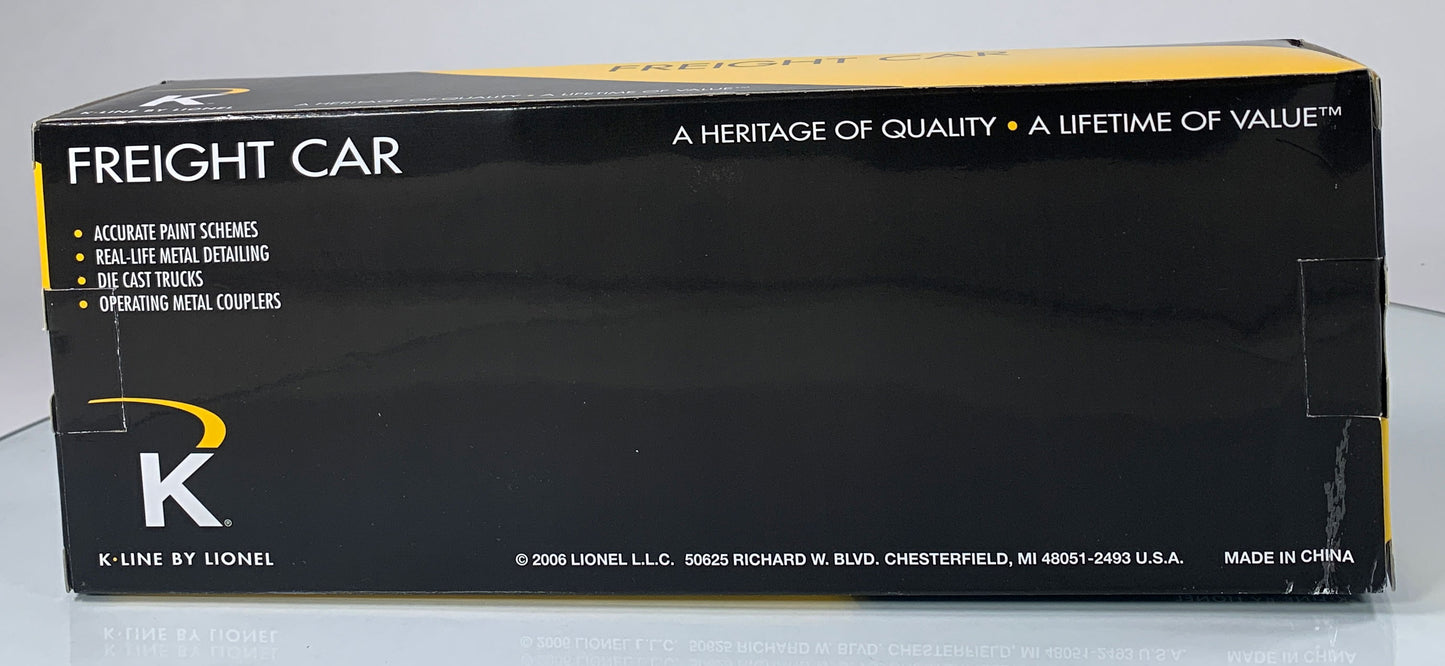 FREIGHT CAR
K
K-LINE BY LIONEL
A HERITAGE OF QUALITY • A LIFETIME OF VALUE™
FREIGHT CAR
A HERITAGE OF QUALITY • A LIFETIME OF VALUE™
• ACCURATE PAINT SCHEMES
• REAL-LIFE METAL DETAILING
• DIE CAST TRUCKS
• OPERATING METAL COUPLERS
K®
K•LINE BY LIONEL
© 2006 LIONEL L.L.C. 50625 RICHARD W. BLVD. CHESTERFIELD, MI 48051-2493 U.S.A. MADE IN CHINA